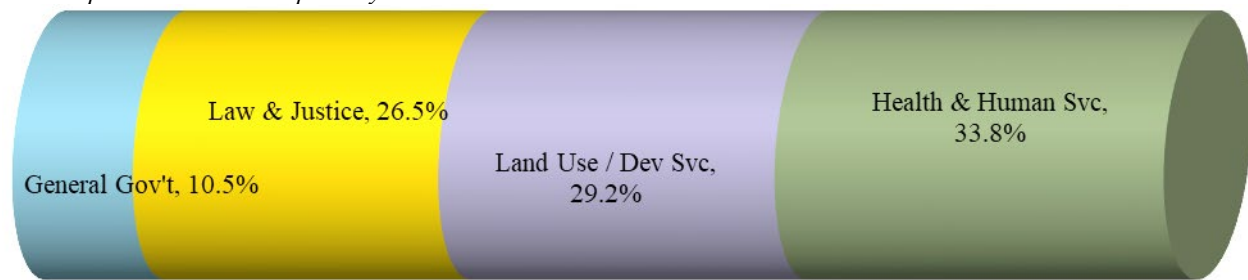 Law & Justice, 26.5%
Health & Human Svc,
33.8%
Land Use / Dev Svc,
29.2%
General Gov't, 10.5%